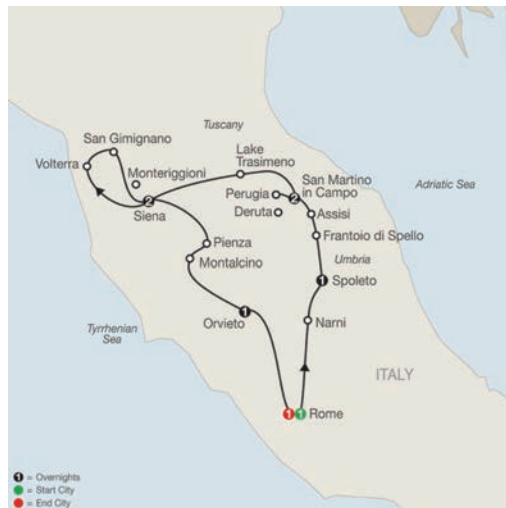 San Gimignano
Tuscany
Lake
Trasimeno
Volterra
Monteriggioni
San Martino
in Campo
Perugia
2
Adriatic Sea
2
Siena
Deruta
Assisi
Frantoio di Spello
Pienza
Umbria
Montalcino
1
Spoleto
1
Orvieto
Narni
Tyrrhenian
Sea
ITALY
1 1 Rome
1 = Overnights
= Start City
= End City